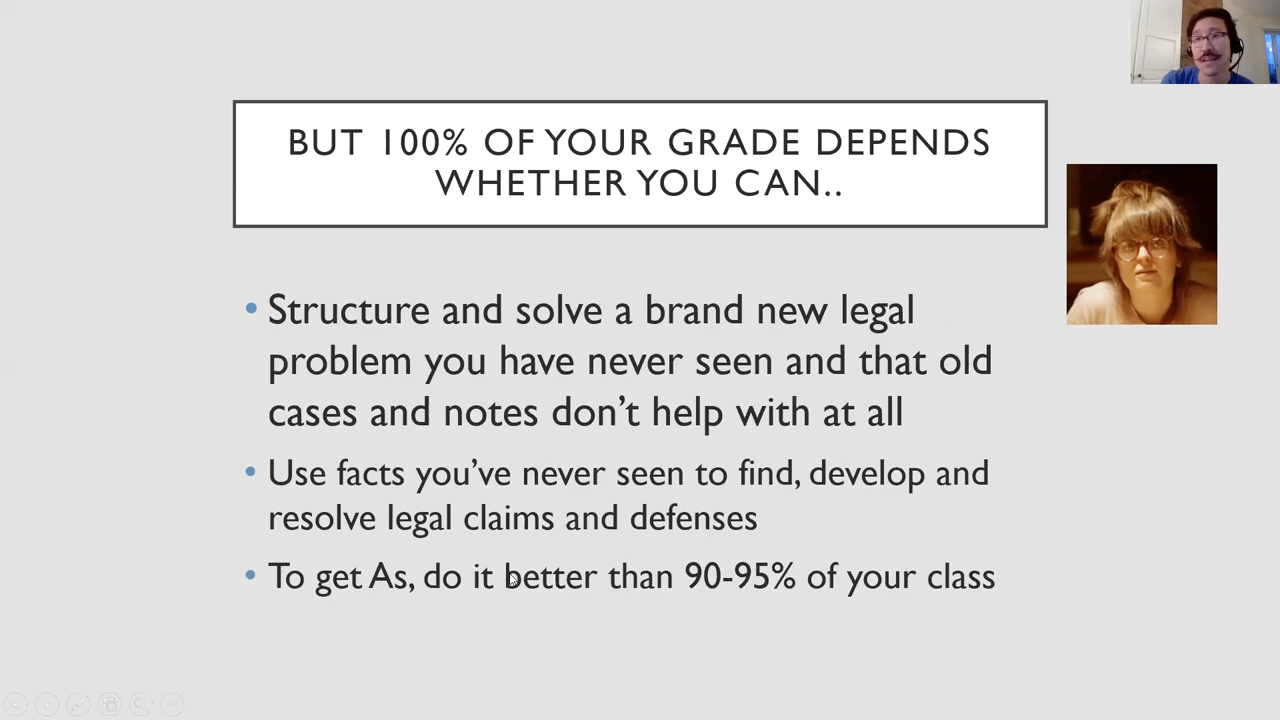 BUT 100% OF YOUR GRADE DEPENDS
WHETHER YOU CAN..
• Structure and solve a brand new legal
problem you have never seen and that old
cases and notes don’t help with at all
• Use facts you’ve never seen to find, develop and
resolve legal claims and defenses
• To get As, do it better than 90-95% of your class